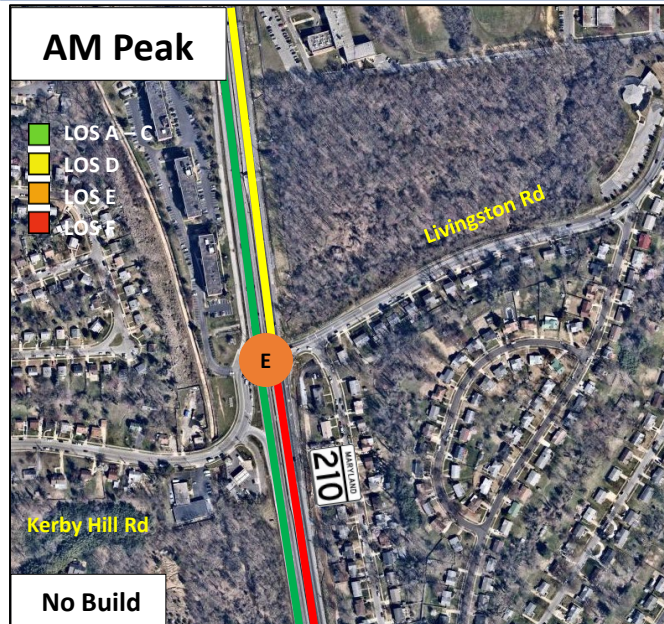 AM Peak
LOS A – C
LOS D
LOS E
LOS F
Livingston Rd
E
MARYLAND
210
Kerby Hill Rd
No Build